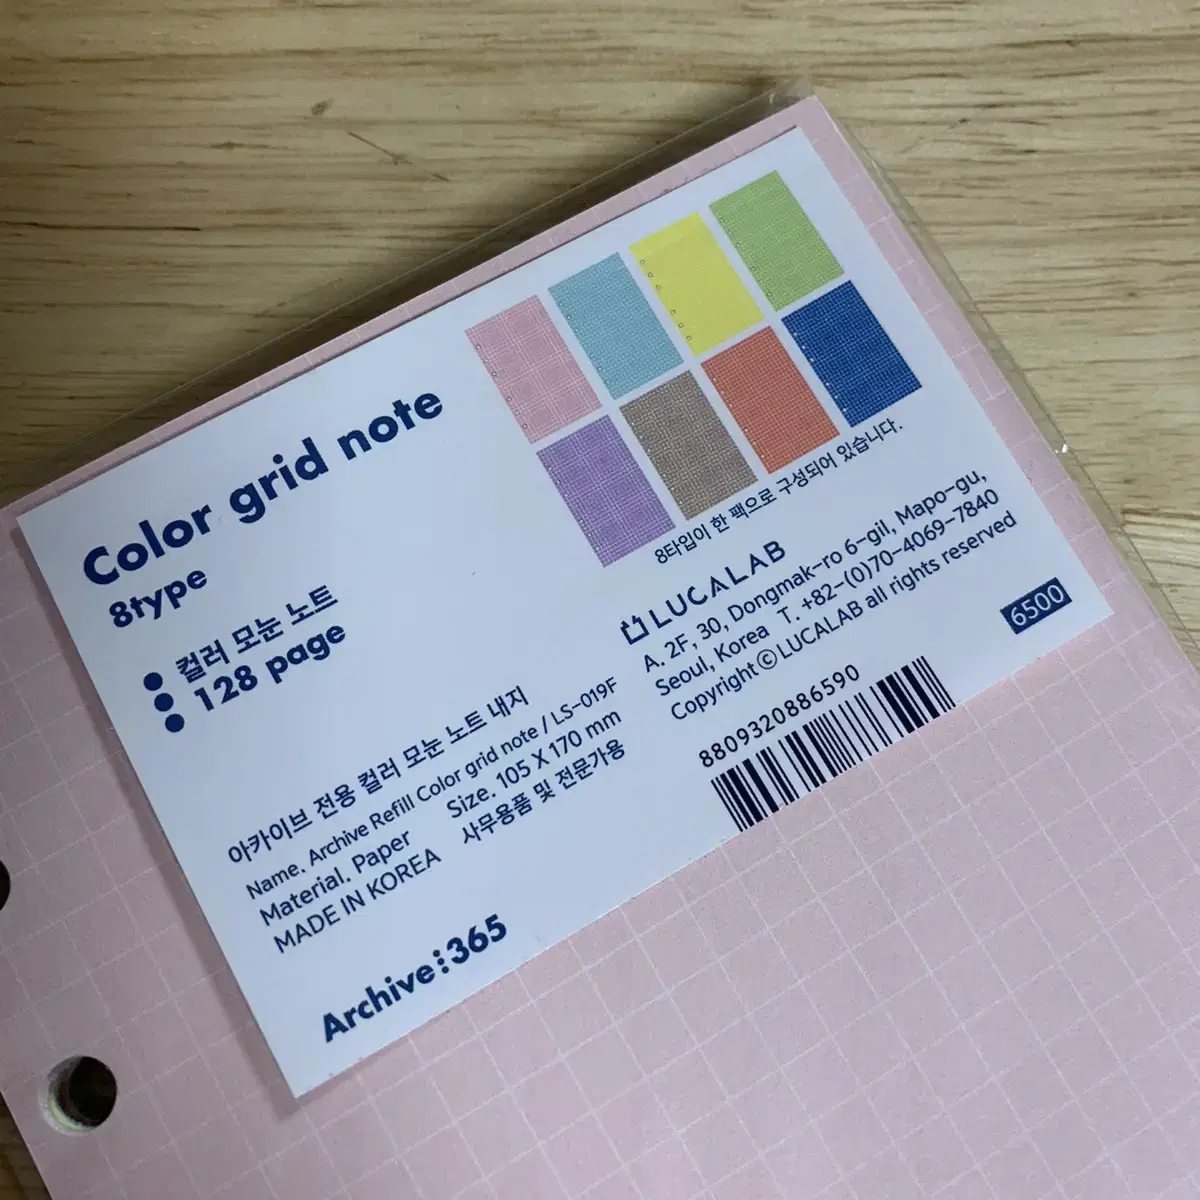 Color grid note
8type
컬러 모눈 노트
128 page
아카이브 전용 컬러 모눈 노트 내지
Name. Archive Refill Color grid note / LS-019F
Material. Paper Size. 105 X 170 mm
MADE IN KOREA 사무용품 및 전문가용
Archive:365
8타입이 한 팩으로 구성되어 있습니다.
LUCALAB
A. 2F, 30, Dongmak-ro 6-gil, Mapo-gu,
Seoul, Korea T. +82-(0)70-4069-7840
Copyright©LUCALAB all rights reserved
6500
8809320886590